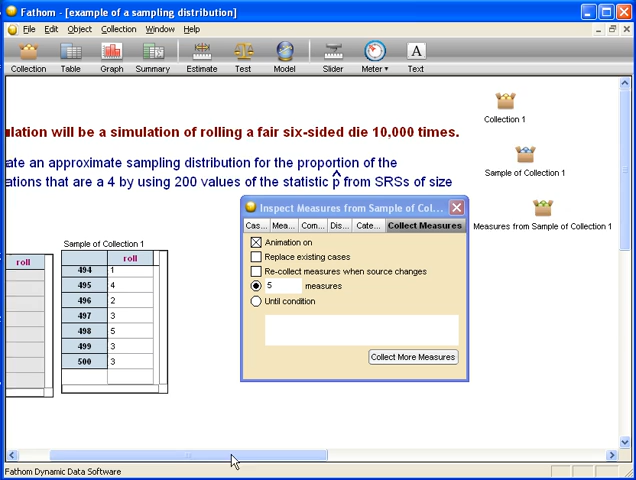 Fathom - [example of a sampling distribution]
File Edit Object Collection Window Help
Collection Table Graph Summary Estimate Test Model Slider Meter Text
A
ulation will be a simulation of rolling a fair six-sided die 10,000 times.
Collection 1
ate an approximate sampling distribution for the proportion of the
ations that are a 4 by using 200 values of the statistic p̂ from SRSs of size
Sample of Collection 1
Measures from Sample of Collection 1
Inspect Measures from Sample of Col...
Cas... Mea... Com... Dis... Cate... Collect Measures
Animation on
Replace existing cases
Re-collect measures when source changes
5 measures
Until condition
Collect More Measures
Sample of Collection 1
roll
roll
494 1
495 4
496 2
497 3
498 5
499 3
500 3
Fathom Dynamic Data Software